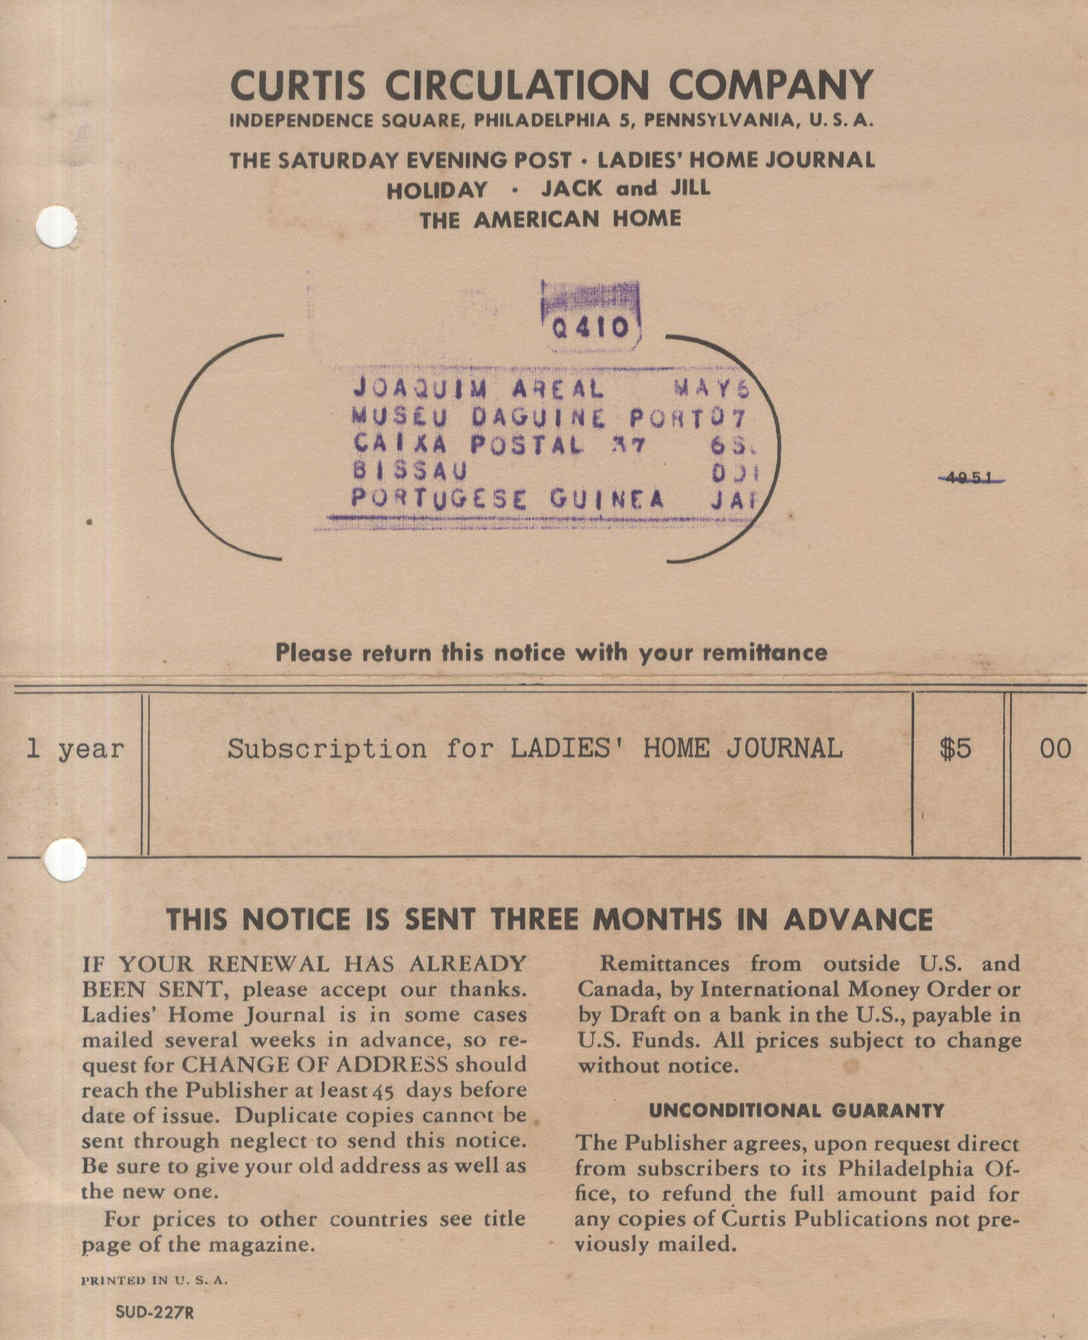 CURTIS CIRCULATION COMPANY
INDEPENDENCE SQUARE, PHILADELPHIA 5, PENNSYLVANIA, U. S. A.
THE SATURDAY EVENING POST · LADIES' HOME JOURNAL
HOLIDAY · JACK and JILL
THE AMERICAN HOME
Q410
JOAQUIM AREAL MAY6
MUSEU DAGUINE PORT07
CAIXA POSTAL 37 6S
BISSAU
PORTUGESE GUINEA JAN
4951
Please return this notice with your remittance
1 year Subscription for LADIES' HOME JOURNAL $5 00
THIS NOTICE IS SENT THREE MONTHS IN ADVANCE
IF YOUR RENEWAL HAS ALREADY
BEEN SENT, please accept our thanks.
Ladies' Home Journal is in some cases
mailed several weeks in advance, so re-
quest for CHANGE OF ADDRESS should
reach the Publisher at least 45 days before
date of issue. Duplicate copies cannot be
sent through neglect to send this notice.
Be sure to give your old address as well as
the new one.
For prices to other countries see title
page of the magazine.
PRINTED IN U. S. A.
SUD-227R
Remittances from outside U.S. and
Canada, by International Money Order or
by Draft on a bank in the U.S., payable in
U.S. Funds. All prices subject to change
without notice.
UNCONDITIONAL GUARANTY
The Publisher agrees, upon request direct
from subscribers to its Philadelphia Of-
fice, to refund the full amount paid for
any copies of Curtis Publications not pre-
viously mailed.